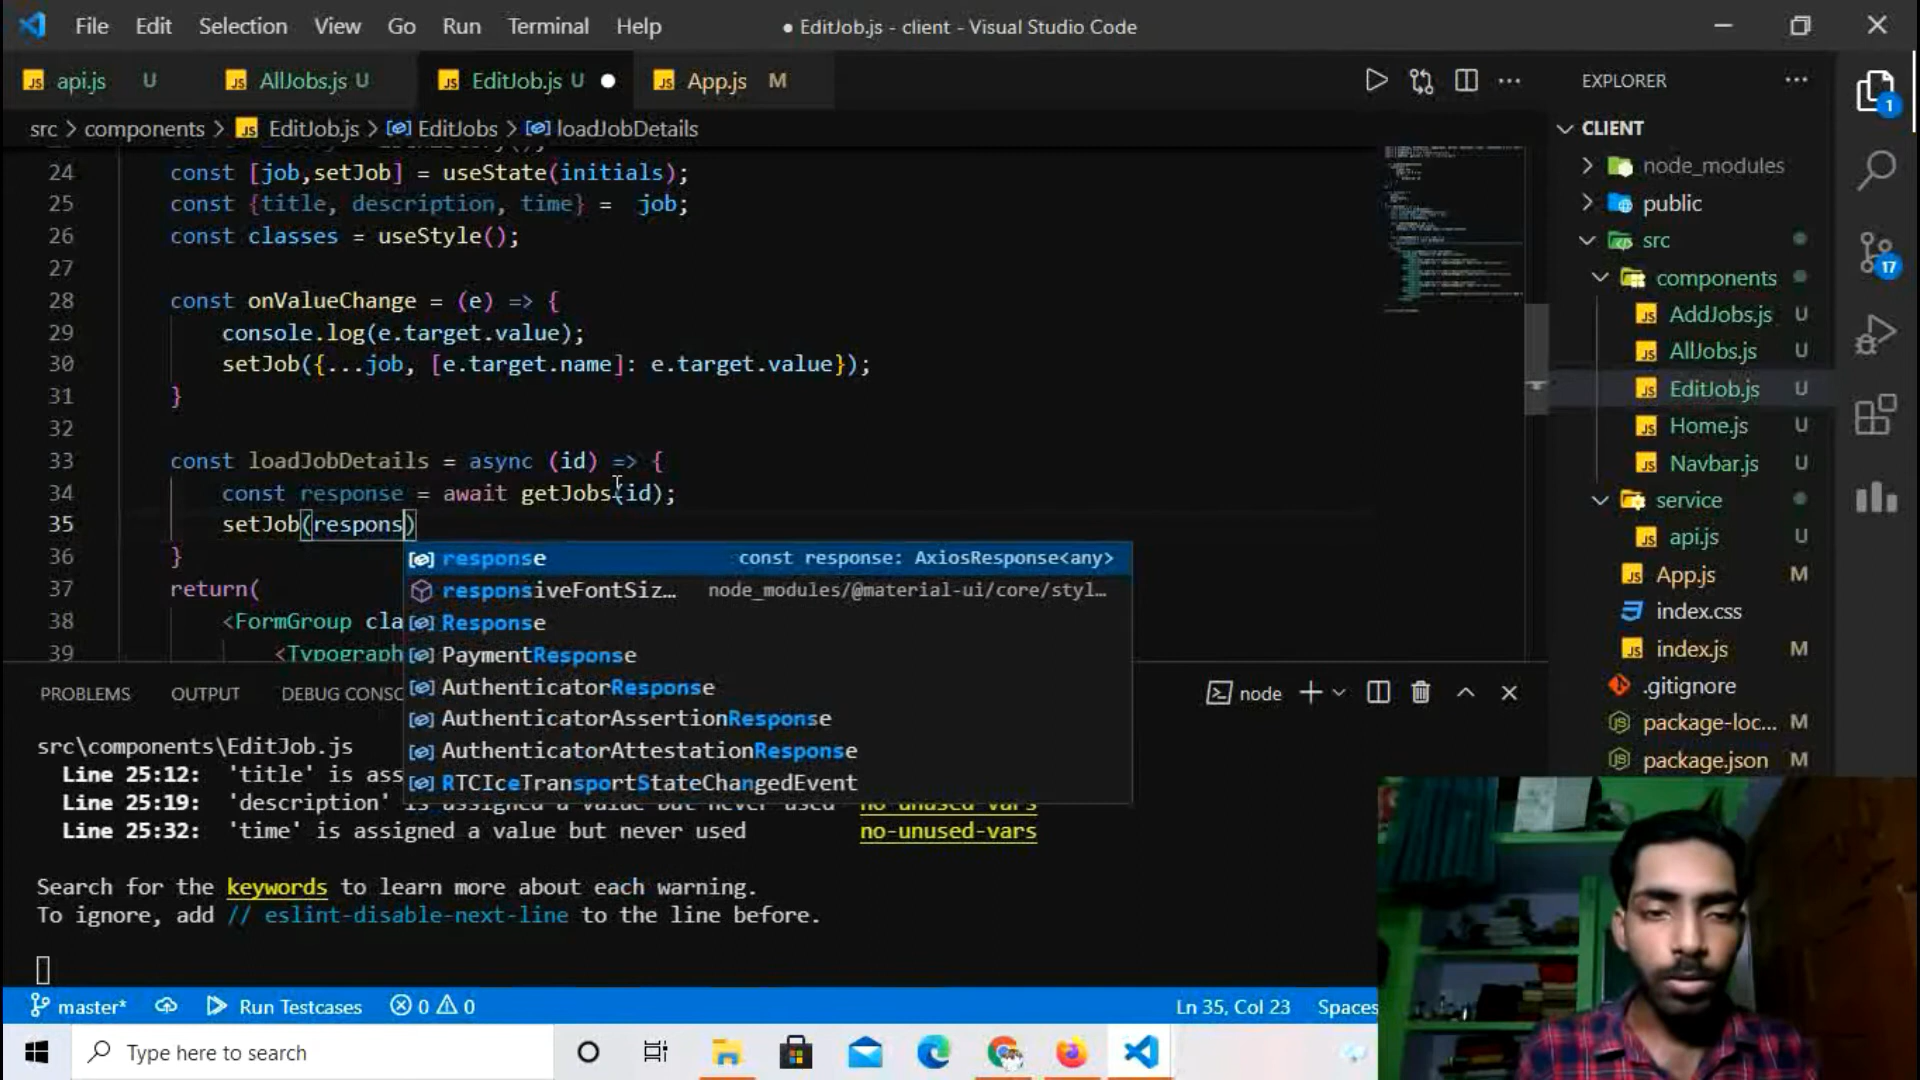 File Edit Selection View Go Run Terminal Help ● EditJob.js - client - Visual Studio Code
JS api.js U JS AllJobs.js U JS EditJob.js U ● JS App.js M
EXPLORER
src > components > JS EditJob.js > EditJobs > loadJobDetails
24 const [job,setJob] = useState(initials);
25 const {title, description, time} =  job;
26 const classes = useStyle();
27
28 const onValueChange = (e) => {
29 console.log(e.target.value);
30 setJob({...job, [e.target.name]: e.target.value});
31 }
32
33 const loadJobDetails = async (id) => {
34 const response = await getJobs(id);
35 setJob(respons)
36 }
37 return(
38 <FormGroup cla
39 <Typograph
response const response: AxiosResponse<any>
responsiveFontSiz… node_modules/@material-ui/core/styl…
Response
PaymentResponse
AuthenticatorResponse
AuthenticatorAssertionResponse
AuthenticatorAttestationResponse
RTCIceTransportStateChangedEvent
PROBLEMS OUTPUT DEBUG CONSO
node
src\components\EditJob.js
Line 25:12: 'title' is ass
Line 25:19: 'description' is assigned a value but never used no-unused-vars
Line 25:32: 'time' is assigned a value but never used no-unused-vars
Search for the keywords to learn more about each warning.
To ignore, add // eslint-disable-next-line to the line before.
CLIENT
node_modules
public
src
components
JS AddJobs.js U
JS AllJobs.js U
JS EditJob.js U
JS Home.js U
JS Navbar.js U
service
JS api.js U
JS App.js M
index.css
JS index.js M
.gitignore
package-loc... M
package.json M
1
17
master* Run Testcases 0 0 Ln 35, Col 23 Spaces
Type here to search